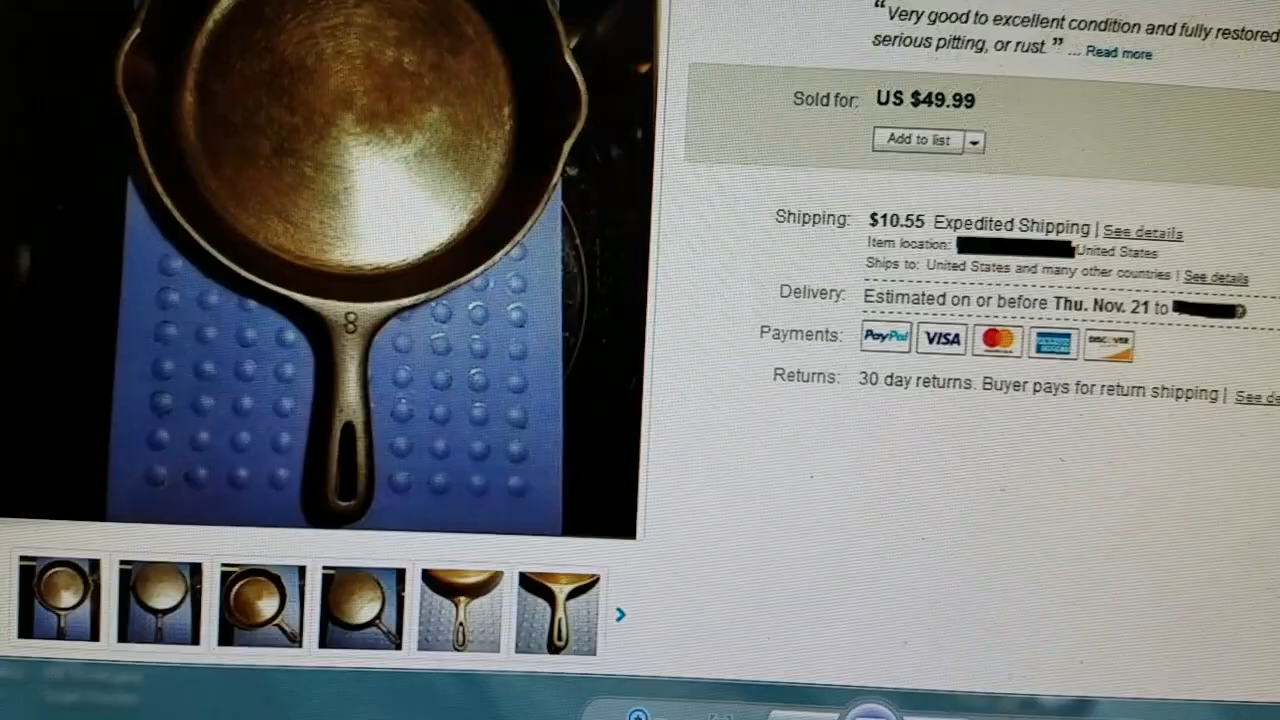 “Very good to excellent condition and fully restored
serious pitting, or rust.” ... Read more
Sold for: US $49.99
Add to list
Shipping: $10.55 Expedited Shipping | See details
Item location: United States
Ships to: United States and many other countries | See details
Delivery: Estimated on or before Thu. Nov. 21 to
Payments: PayPal VISA DISCOVER
Returns: 30 day returns. Buyer pays for return shipping | See de
8